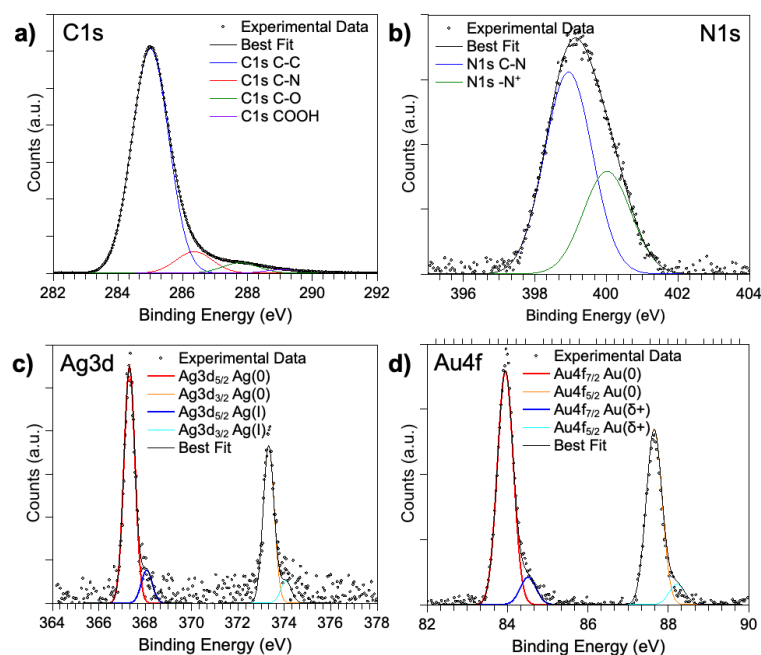 a) C1s
Experimental Data
Best Fit
C1s C-C
C1s C-N
C1s C-O
C1s COOH
Counts (a.u.)
282 284 286 288 290 292
Binding Energy (eV)
b) N1s
Experimental Data
Best Fit
N1s C-N
N1s -N⁺
Counts (a.u.)
396 398 400 402 404
Binding Energy (eV)
c) Ag3d
Experimental Data
Ag3d5/2 Ag(0)
Ag3d3/2 Ag(0)
Ag3d5/2 Ag(I)
Ag3d3/2 Ag(I)
Best Fit
Counts (a.u.)
364 366 368 370 372 374 376 378
Binding Energy (eV)
d) Au4f
Experimental Data
Au4f7/2 Au(0)
Au4f5/2 Au(0)
Au4f7/2 Au(δ+)
Au4f5/2 Au(δ+)
Best Fit
Counts (a.u.)
82 84 86 88 90
Binding Energy (eV)